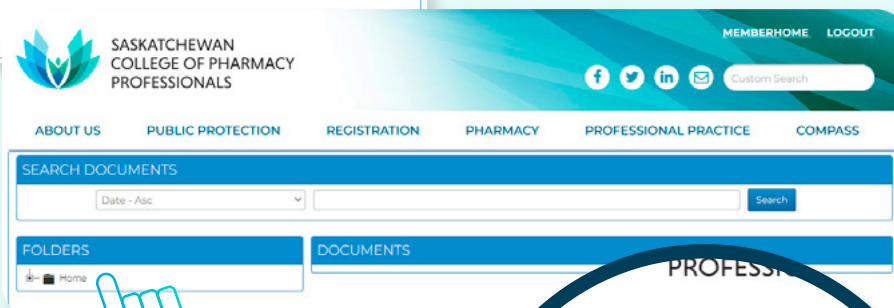 SASKATCHEWAN
COLLEGE OF PHARMACY
PROFESSIONALS
MEMBERHOME LOGOUT
Custom Search
ABOUT US PUBLIC PROTECTION REGISTRATION PHARMACY PROFESSIONAL PRACTICE COMPASS
SEARCH DOCUMENTS
Date - Asc Search
FOLDERS DOCUMENTS
Home